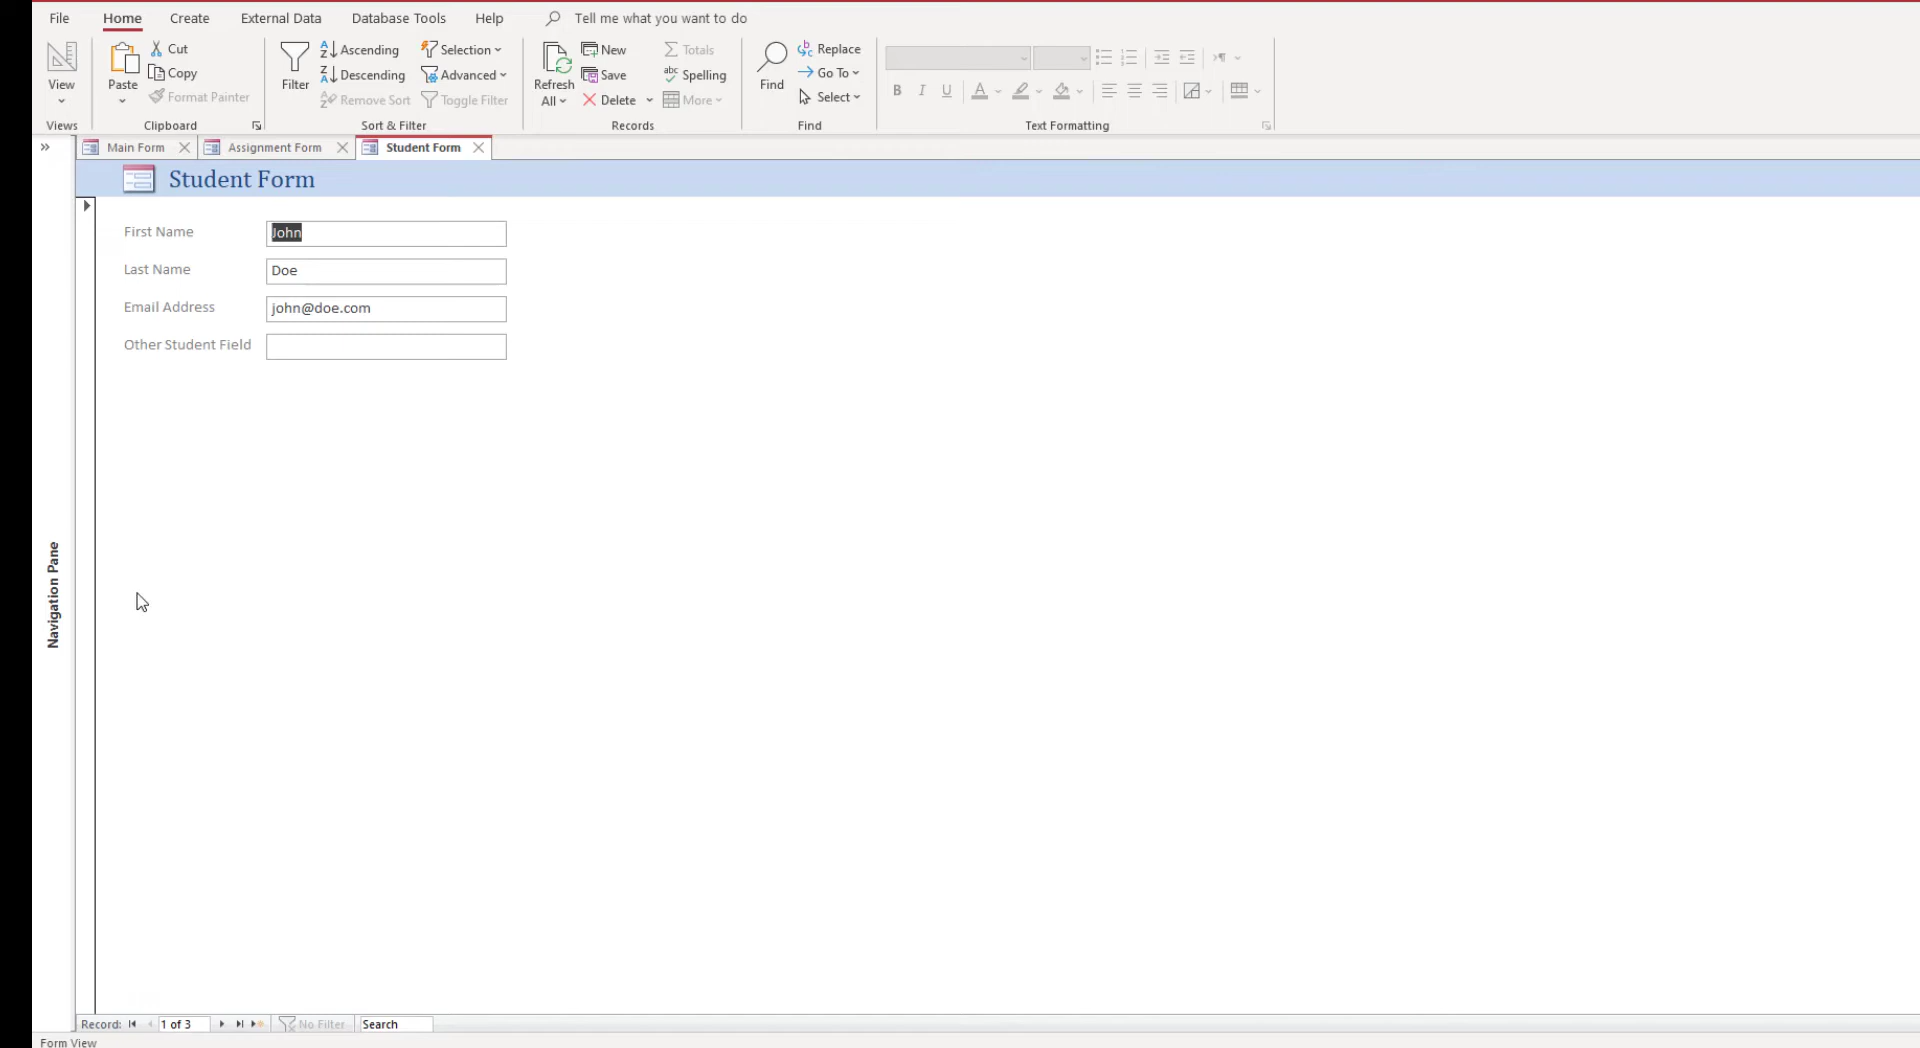 File Home Create External Data Database Tools Help Tell me what you want to do
View
Views
Paste
Cut
Copy
Format Painter
Clipboard
Filter
Ascending
Descending
Remove Sort
Selection
Advanced
Toggle Filter
Sort & Filter
Refresh
All
New
Save
Delete
Totals
Spelling
More
Records
Find
Replace
Go To
Select
Find
B I U A
Text Formatting
Main Form Assignment Form Student Form
Student Form
First Name John
Last Name Doe
Email Address john@doe.com
Other Student Field
Navigation Pane
Record: 1 of 3 No Filter Search
Form View